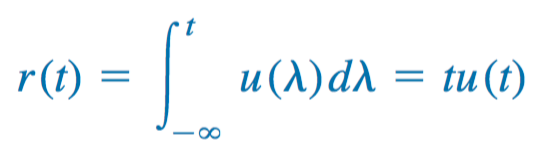 r(t) = ∫_{-∞}^{t} u(λ)dλ = tu(t)